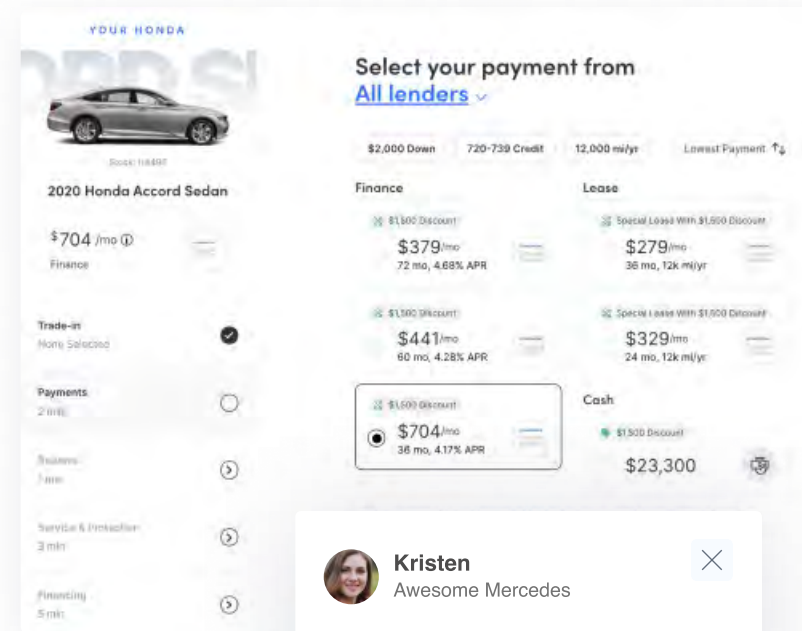 YOUR HONDA
2020 Honda Accord Sedan
$704 /mo
Finance
Trade-in
None Selected
Payments
2 min
Service & Protection
3 min
Financing
5 min
Select your payment from
All lenders
$2,000 Down
720-739 Credit
12,000 mi/yr
Lowest Payment
Finance
$1,500 Discount
$379/mo
72 mo, 4.68% APR
$1,500 Discount
$441/mo
60 mo, 4.28% APR
$1,500 Discount
$704/mo
36 mo, 4.17% APR
Lease
Special Lease With $1,500 Discount
$279/mo
36 mo, 12k mi/yr
Special Lease With $1,500 Discount
$329/mo
24 mo, 12k mi/yr
Cash
$1,500 Discount
$23,300
Kristen
Awesome Mercedes